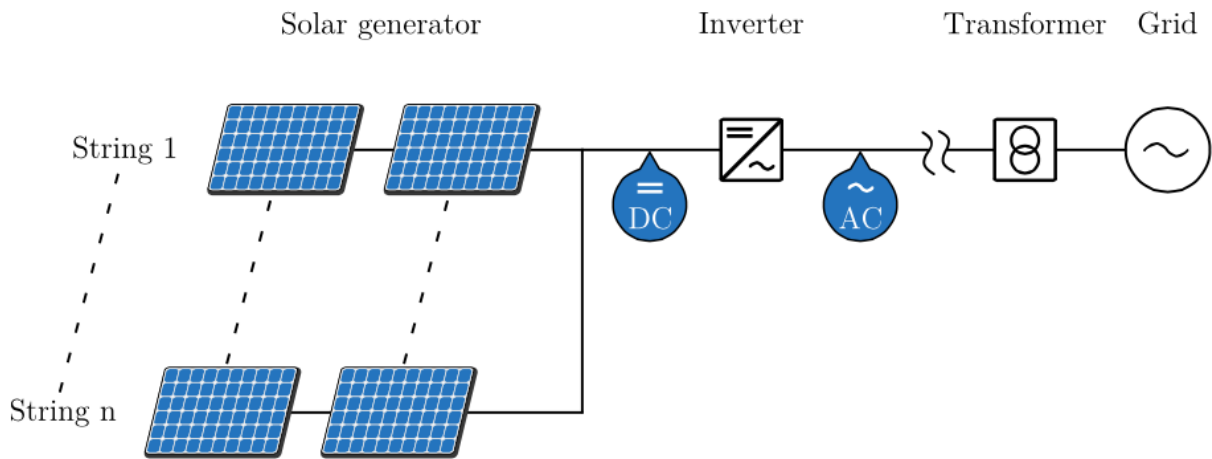 Solar generator
Inverter
Transformer
Grid
String 1
DC
AC
String n